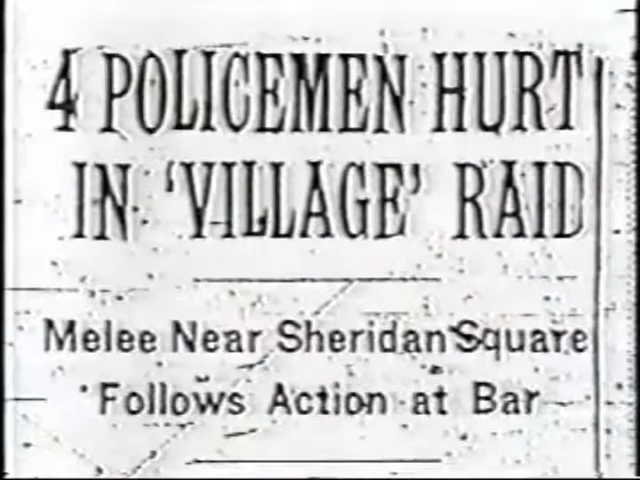 4 POLICEMEN HURT
IN 'VILLAGE' RAID
Melee Near Sheridan Square
Follows Action at Bar